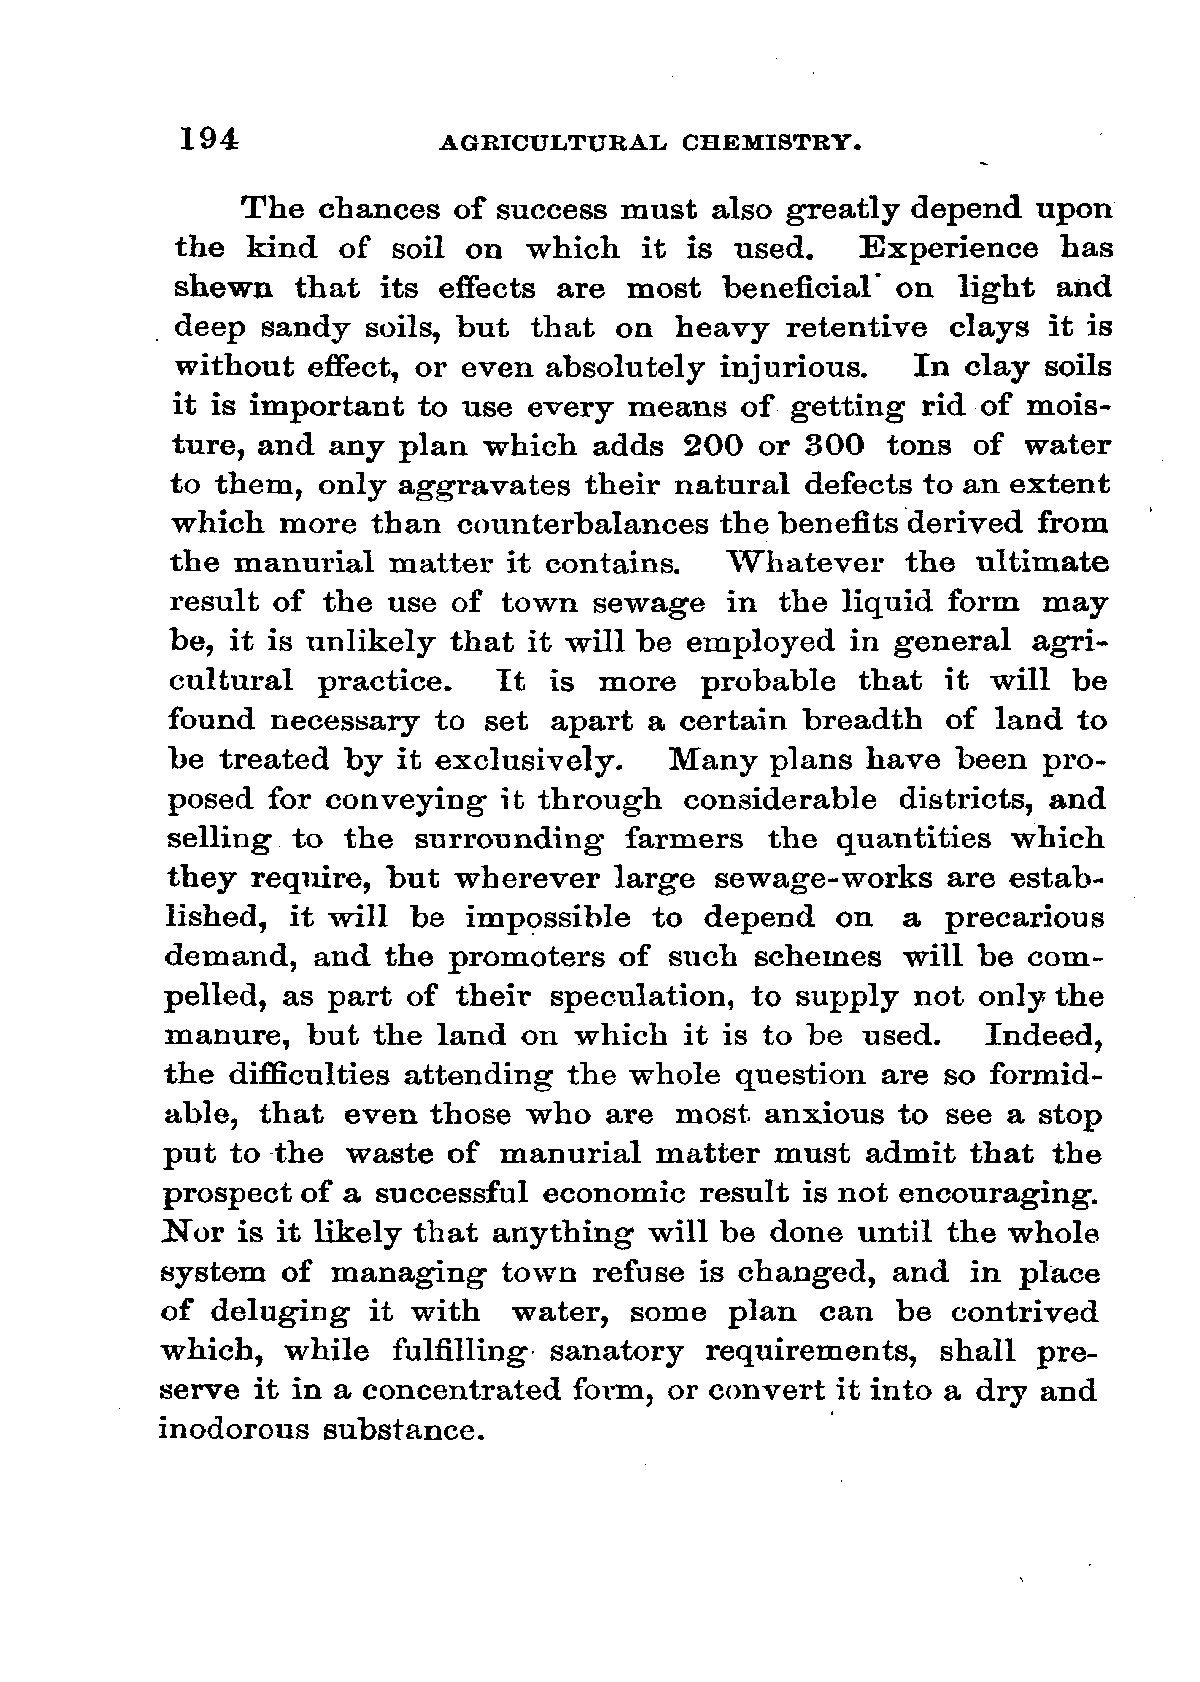 194 AGRICULTURAL CHEMISTRY.
The chances of success must also greatly depend upon
the kind of soil on which it is used. Experience has
shewn that its effects are most beneficial on light and
deep sandy soils, but that on heavy retentive clays it is
without effect, or even absolutely injurious. In clay soils
it is important to use every means of getting rid of mois-
ture, and any plan which adds 200 or 300 tons of water
to them, only aggravates their natural defects to an extent
which more than counterbalances the benefits derived from
the manurial matter it contains. Whatever the ultimate
result of the use of town sewage in the liquid form may
be, it is unlikely that it will be employed in general agri-
cultural practice. It is more probable that it will be
found necessary to set apart a certain breadth of land to
be treated by it exclusively. Many plans have been pro-
posed for conveying it through considerable districts, and
selling to the surrounding farmers the quantities which
they require, but wherever large sewage-works are estab-
lished, it will be impossible to depend on a precarious
demand, and the promoters of such schemes will be com-
pelled, as part of their speculation, to supply not only the
manure, but the land on which it is to be used. Indeed,
the difficulties attending the whole question are so formid-
able, that even those who are most anxious to see a stop
put to the waste of manurial matter must admit that the
prospect of a successful economic result is not encouraging.
Nor is it likely that anything will be done until the whole
system of managing town refuse is changed, and in place
of deluging it with water, some plan can be contrived
which, while fulfilling sanatory requirements, shall pre-
serve it in a concentrated form, or convert it into a dry and
inodorous substance.